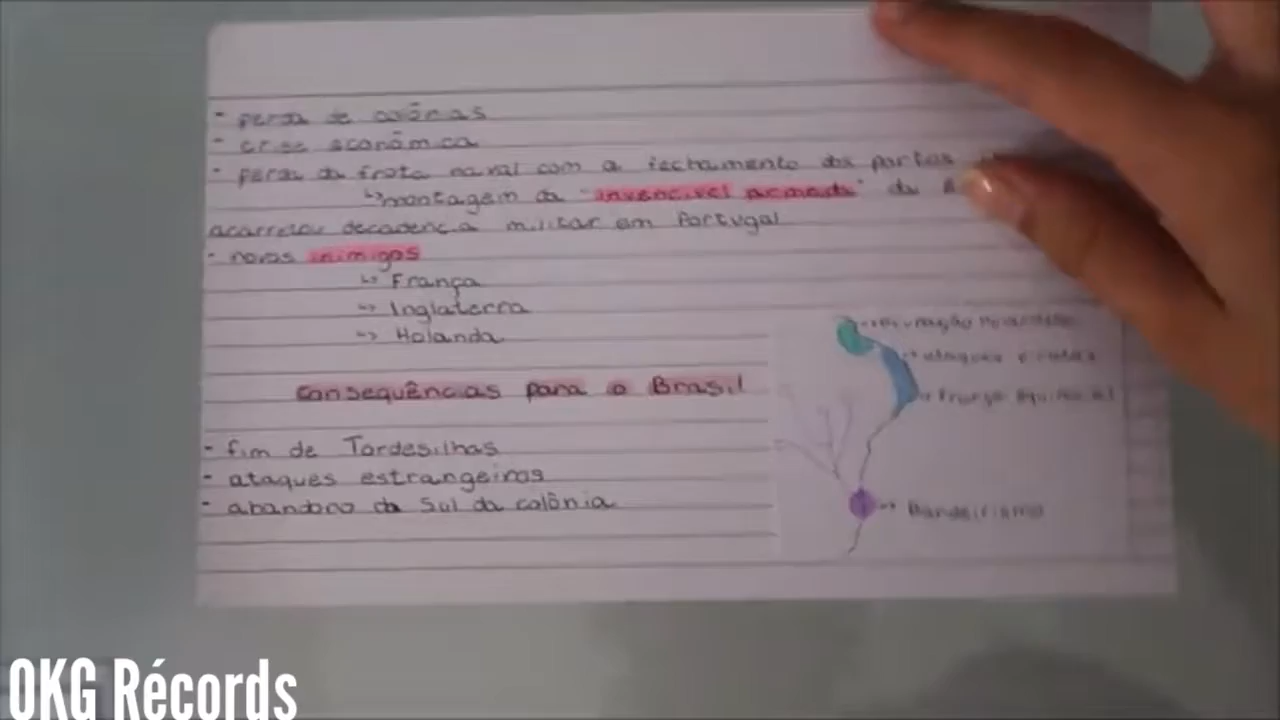 - perda de colônias
- crise econômica
- perda da frota naval com o fechamento dos portos
↳ montagem da "invencível armada" da
acarretou decadência militar em Portugal
- novos inimigos
↳ França
↳ Inglaterra
↳ Holanda
Consequências para o Brasil
- fim de Tordesilhas
- ataques estrangeiros
- abandono do Sul da colônia
ataques piratas
França Equinocial
Bandeirismo
OKG Récords